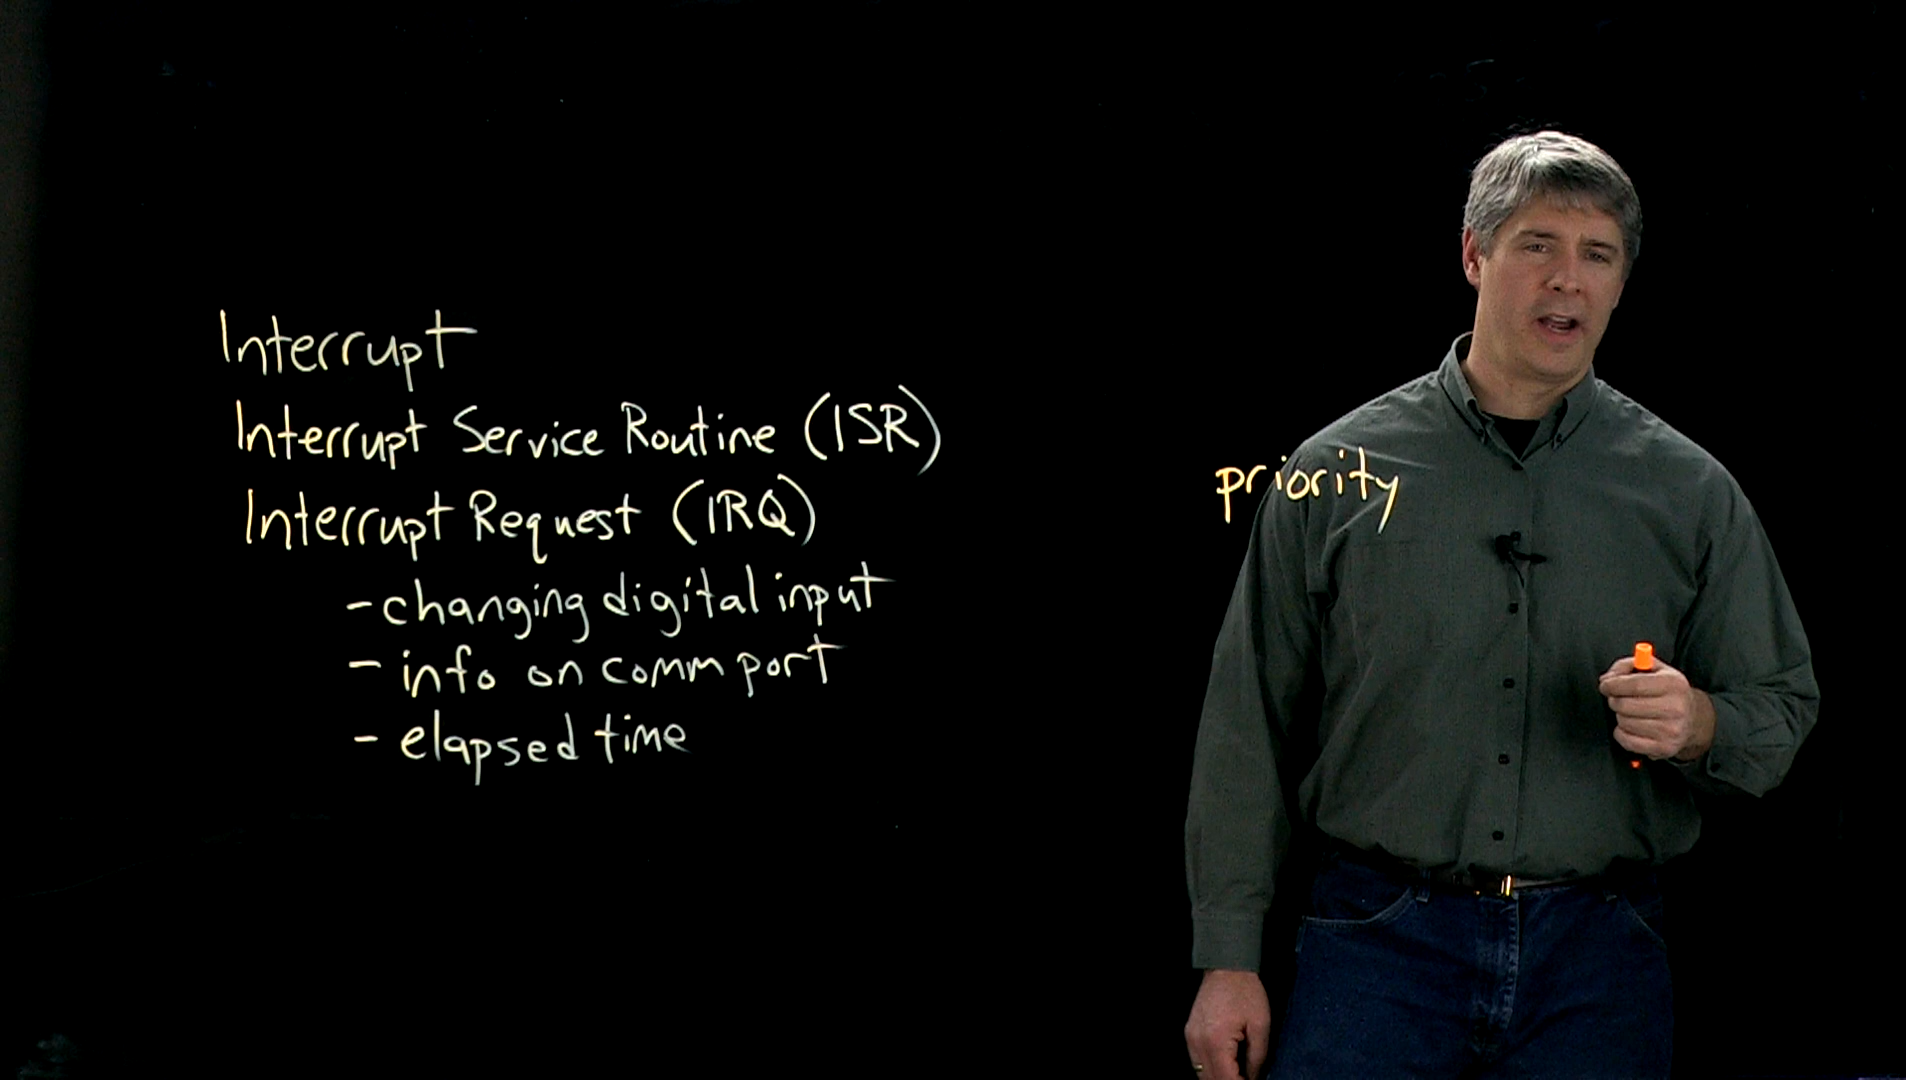 Interrupt
Interrupt Service Routine (ISR)
Interrupt Request (IRQ)
- changing digital input
- info on comm port
- elapsed time
priority